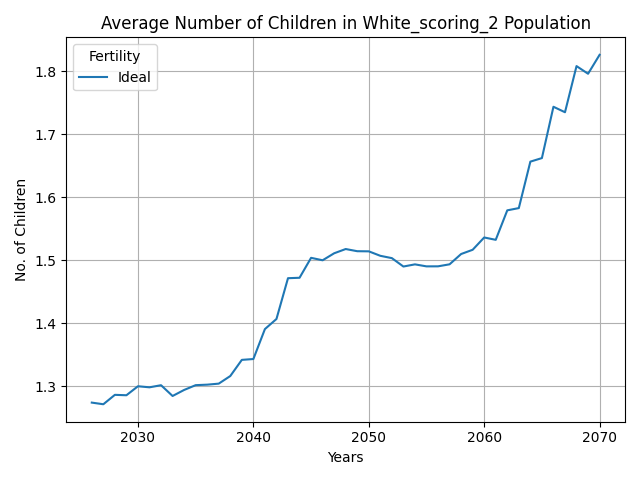 Average Number of Children in White_scoring_2 Population
Fertility
Ideal
No. of Children
1.8
1.7
1.6
1.5
1.4
1.3
2030 2040 2050 2060 2070
Years